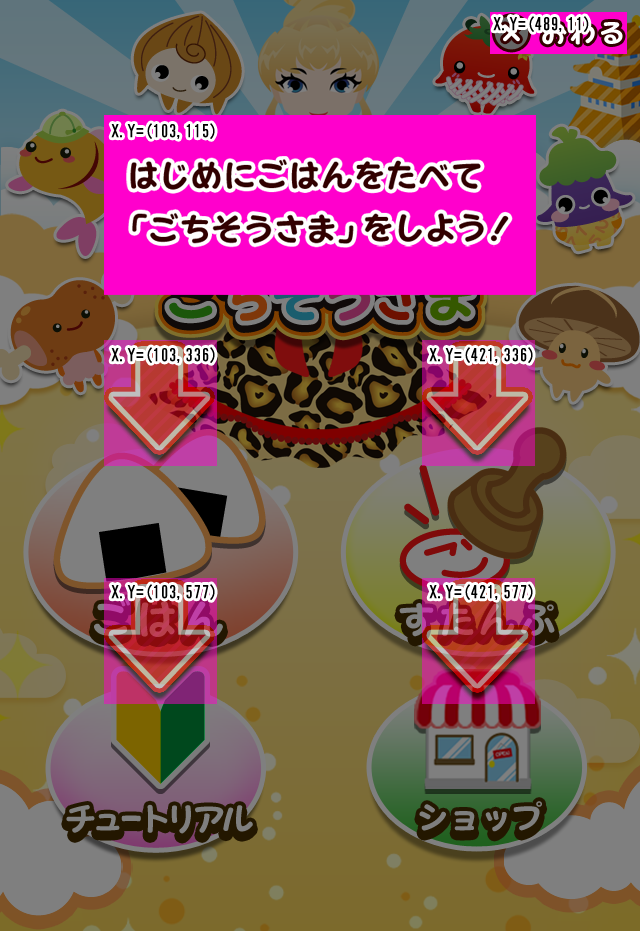 X.Y=(489,11)
× おわる
X.Y=(103,115)
はじめにごはんをたべて
「ごちそうさま」をしよう!
ごちそうさま
X.Y=(103,336)
X.Y=(421,336)
X.Y=(103,577)
X.Y=(421,577)
ごはん
すたんぷ
OPEN
チュートリアル
ショップ